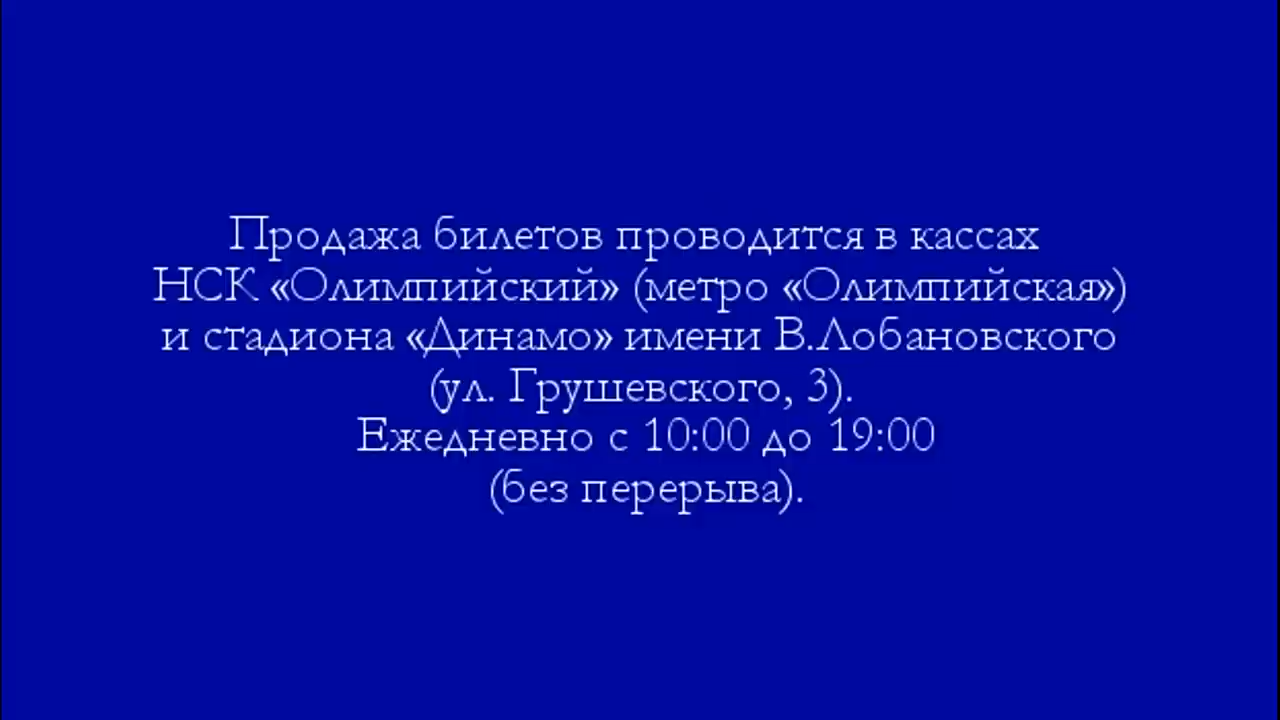 Продажа билетов проводится в кассах
НСК «Олимпийский» (метро «Олимпийская»)
и стадиона «Динамо» имени В.Лобановского
(ул. Грушевского, 3).
Ежедневно с 10:00 до 19:00
(без перерыва).